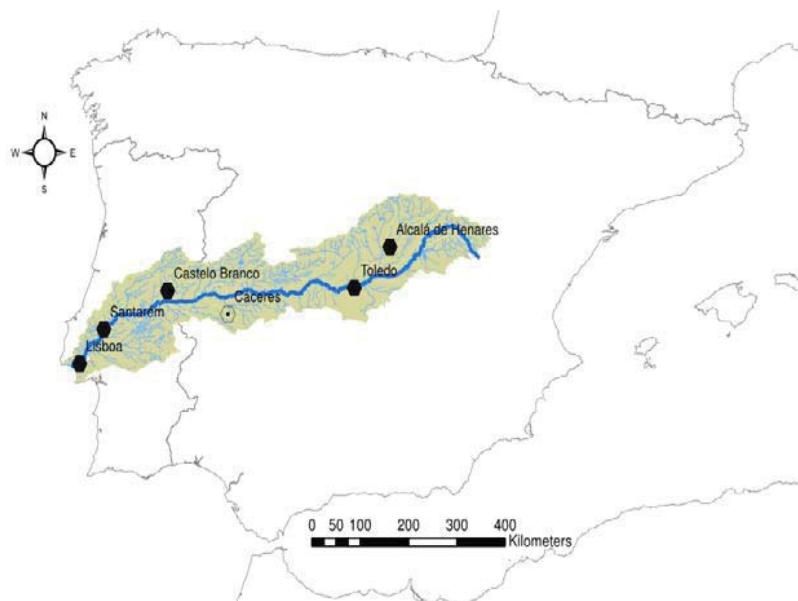 N
W E
S
Alcalá de Henares
Toledo
Castelo Branco
Cáceres
Santarém
Lisboa
0 50 100 200 300 400
Kilometers